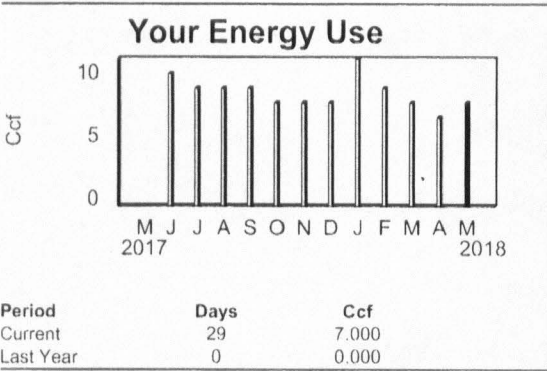 Your Energy Use
Ccf
10
5
0
M J J A S O N D J F M A M
2017 2018
Period Days Ccf
Current 29 7.000
Last Year 0 0.000